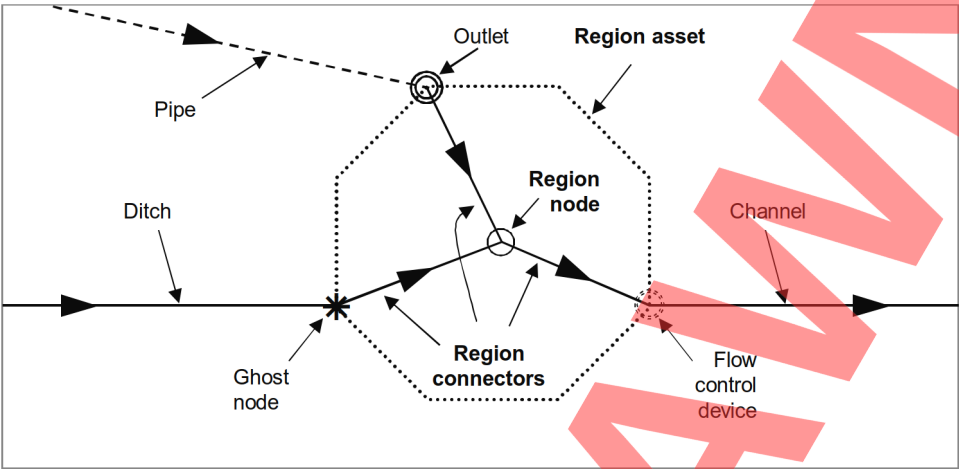 Outlet
Region asset
Pipe
Region
node
Ditch
Channel
Region
connectors
Ghost
node
Flow
control
device